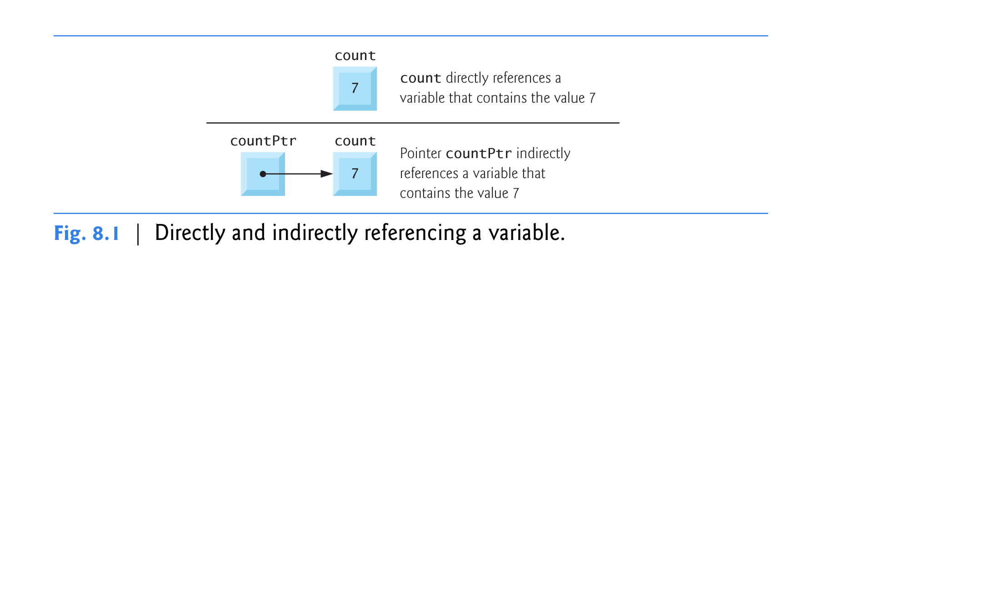 count
7
count directly references a
variable that contains the value 7
countPtr count
7
Pointer countPtr indirectly
references a variable that
contains the value 7
Fig. 8.1 | Directly and indirectly referencing a variable.